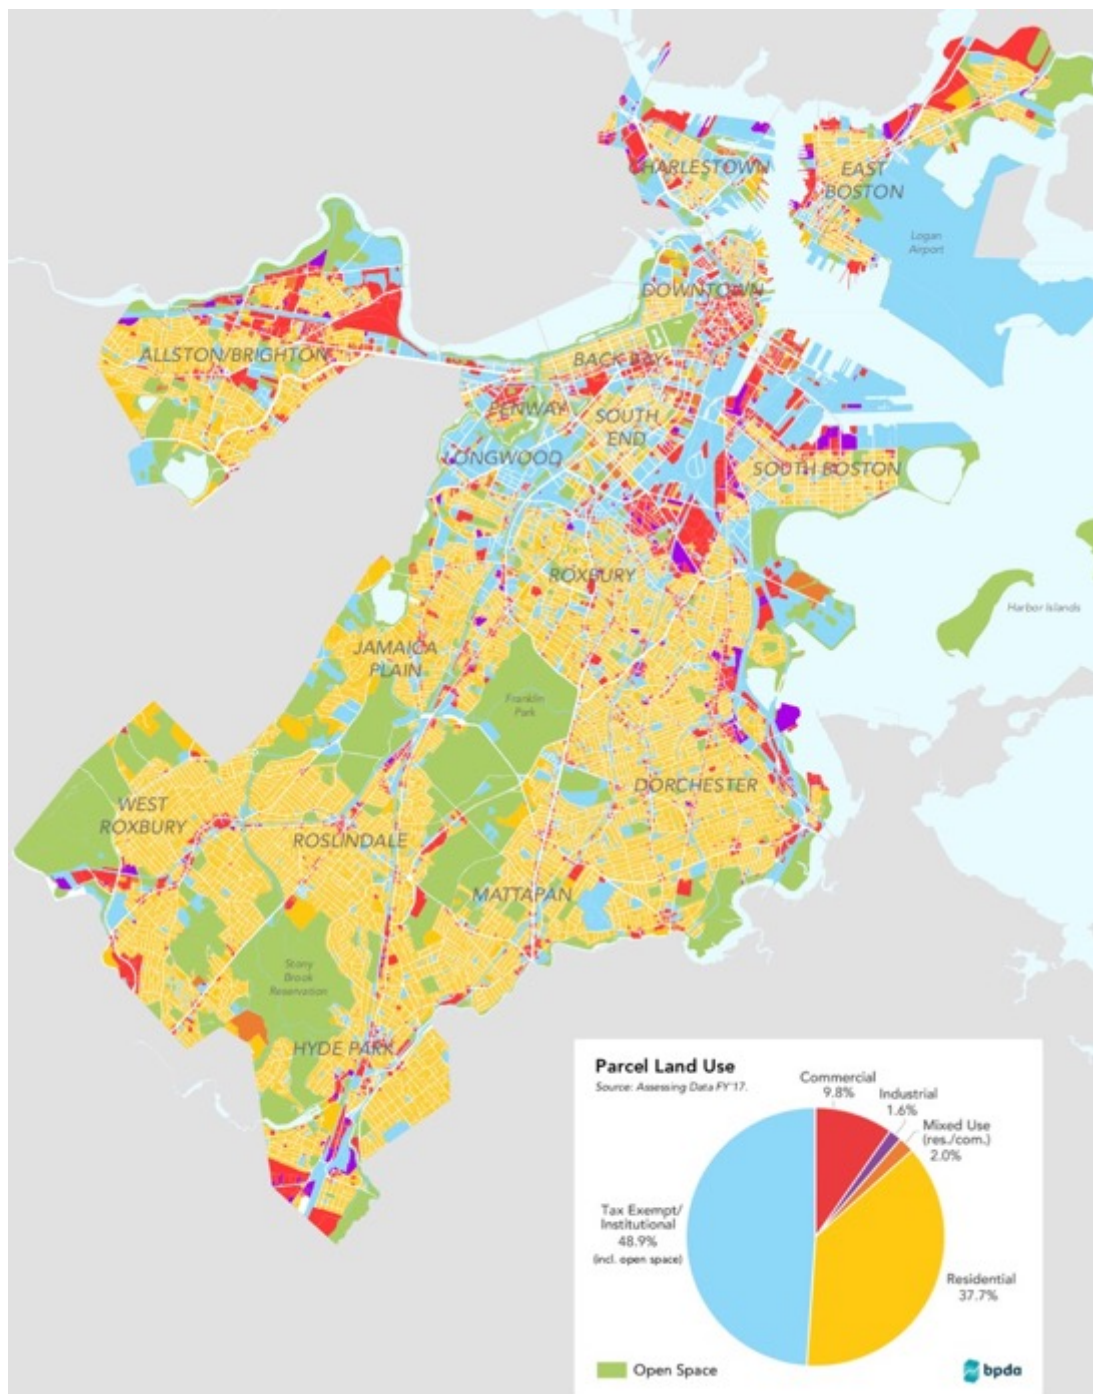 CHARLESTOWN
EAST
BOSTON
Logan
Airport
DOWNTOWN
ALLSTON/BRIGHTON
BACK BAY
FENWAY
SOUTH
END
LONGWOOD
SOUTH BOSTON
ROXBURY
Harbor Islands
JAMAICA
PLAIN
Franklin
Park
DORCHESTER
WEST
ROXBURY
ROSLINDALE
MATTAPAN
Stony
Brook
Reservation
HYDE PARK
Parcel Land Use
Source: Assessing Data FY'17.
Commercial
9.8%
Industrial
1.6%
Mixed Use
(res./com.)
2.0%
Tax Exempt/
Institutional
48.9%
(incl. open space)
Residential
37.7%
Open Space
bpda